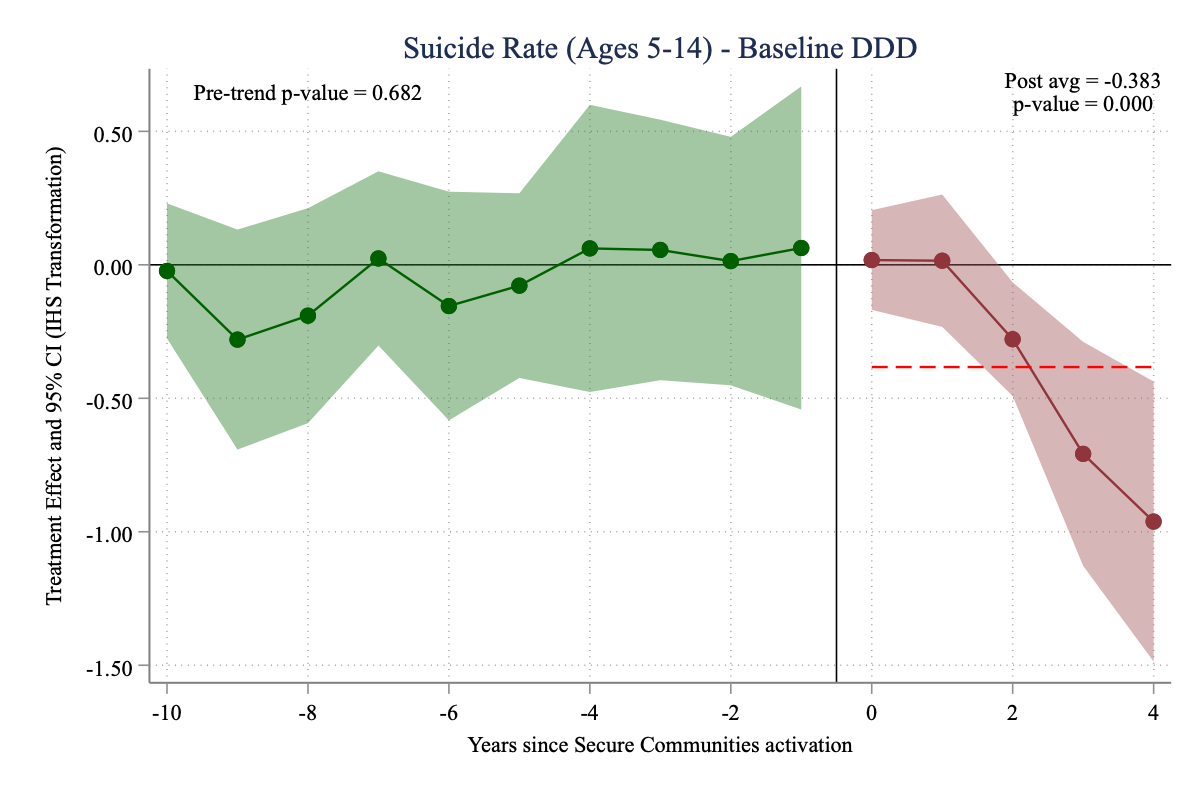 Suicide Rate (Ages 5-14) - Baseline DDD
Pre-trend p-value = 0.682
Post avg = -0.383
p-value = 0.000
Treatment Effect and 95% CI (IHS Transformation)
0.50
0.00
-0.50
-1.00
-1.50
-10 -8 -6 -4 -2 0 2 4
Years since Secure Communities activation